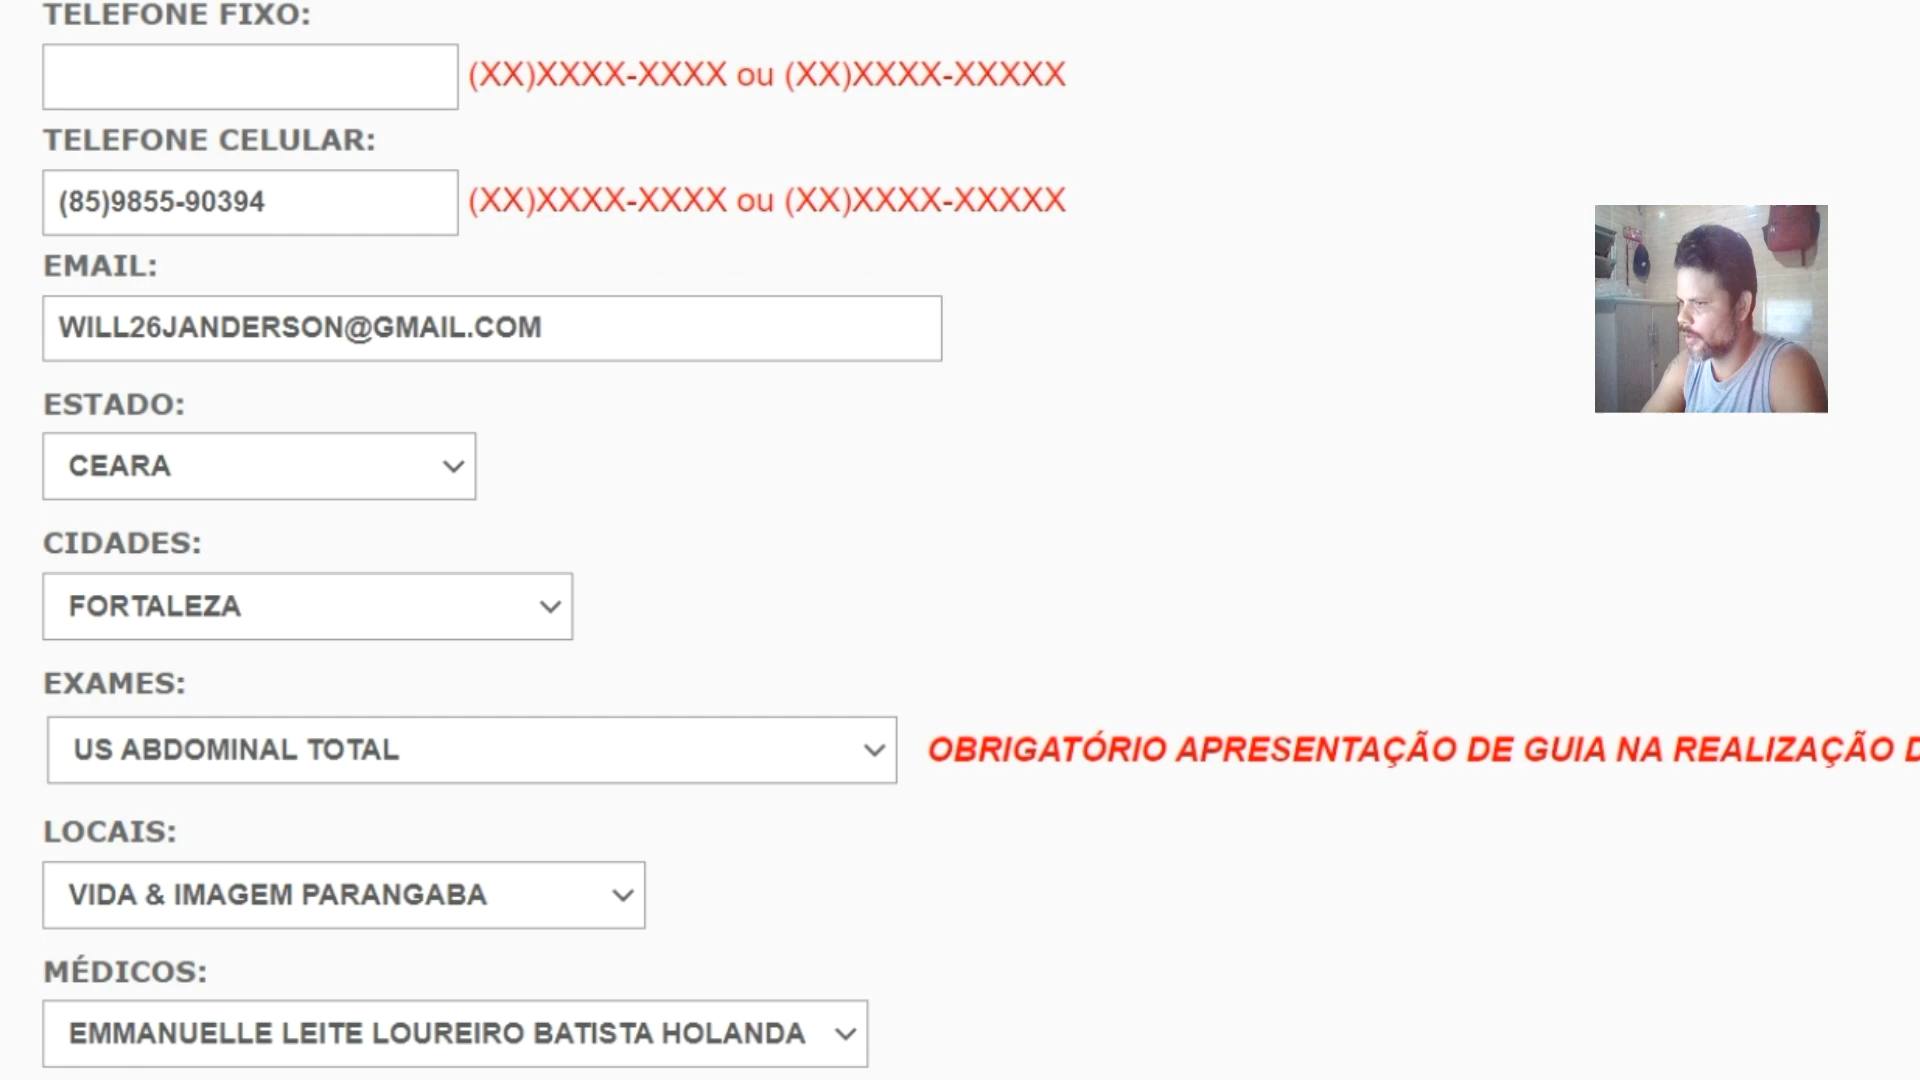 TELEFONE FIXO:
(XX)XXXX-XXXX ou (XX)XXXX-XXXXX
TELEFONE CELULAR:
(85)9855-90394 (XX)XXXX-XXXX ou (XX)XXXX-XXXXX
EMAIL:
WILL26JANDERSON@GMAIL.COM
ESTADO:
CEARA
CIDADES:
FORTALEZA
EXAMES:
US ABDOMINAL TOTAL OBRIGATÓRIO APRESENTAÇÃO DE GUIA NA REALIZAÇÃO D
LOCAIS:
VIDA & IMAGEM PARANGABA
MÉDICOS:
EMMANUELLE LEITE LOUREIRO BATISTA HOLANDA